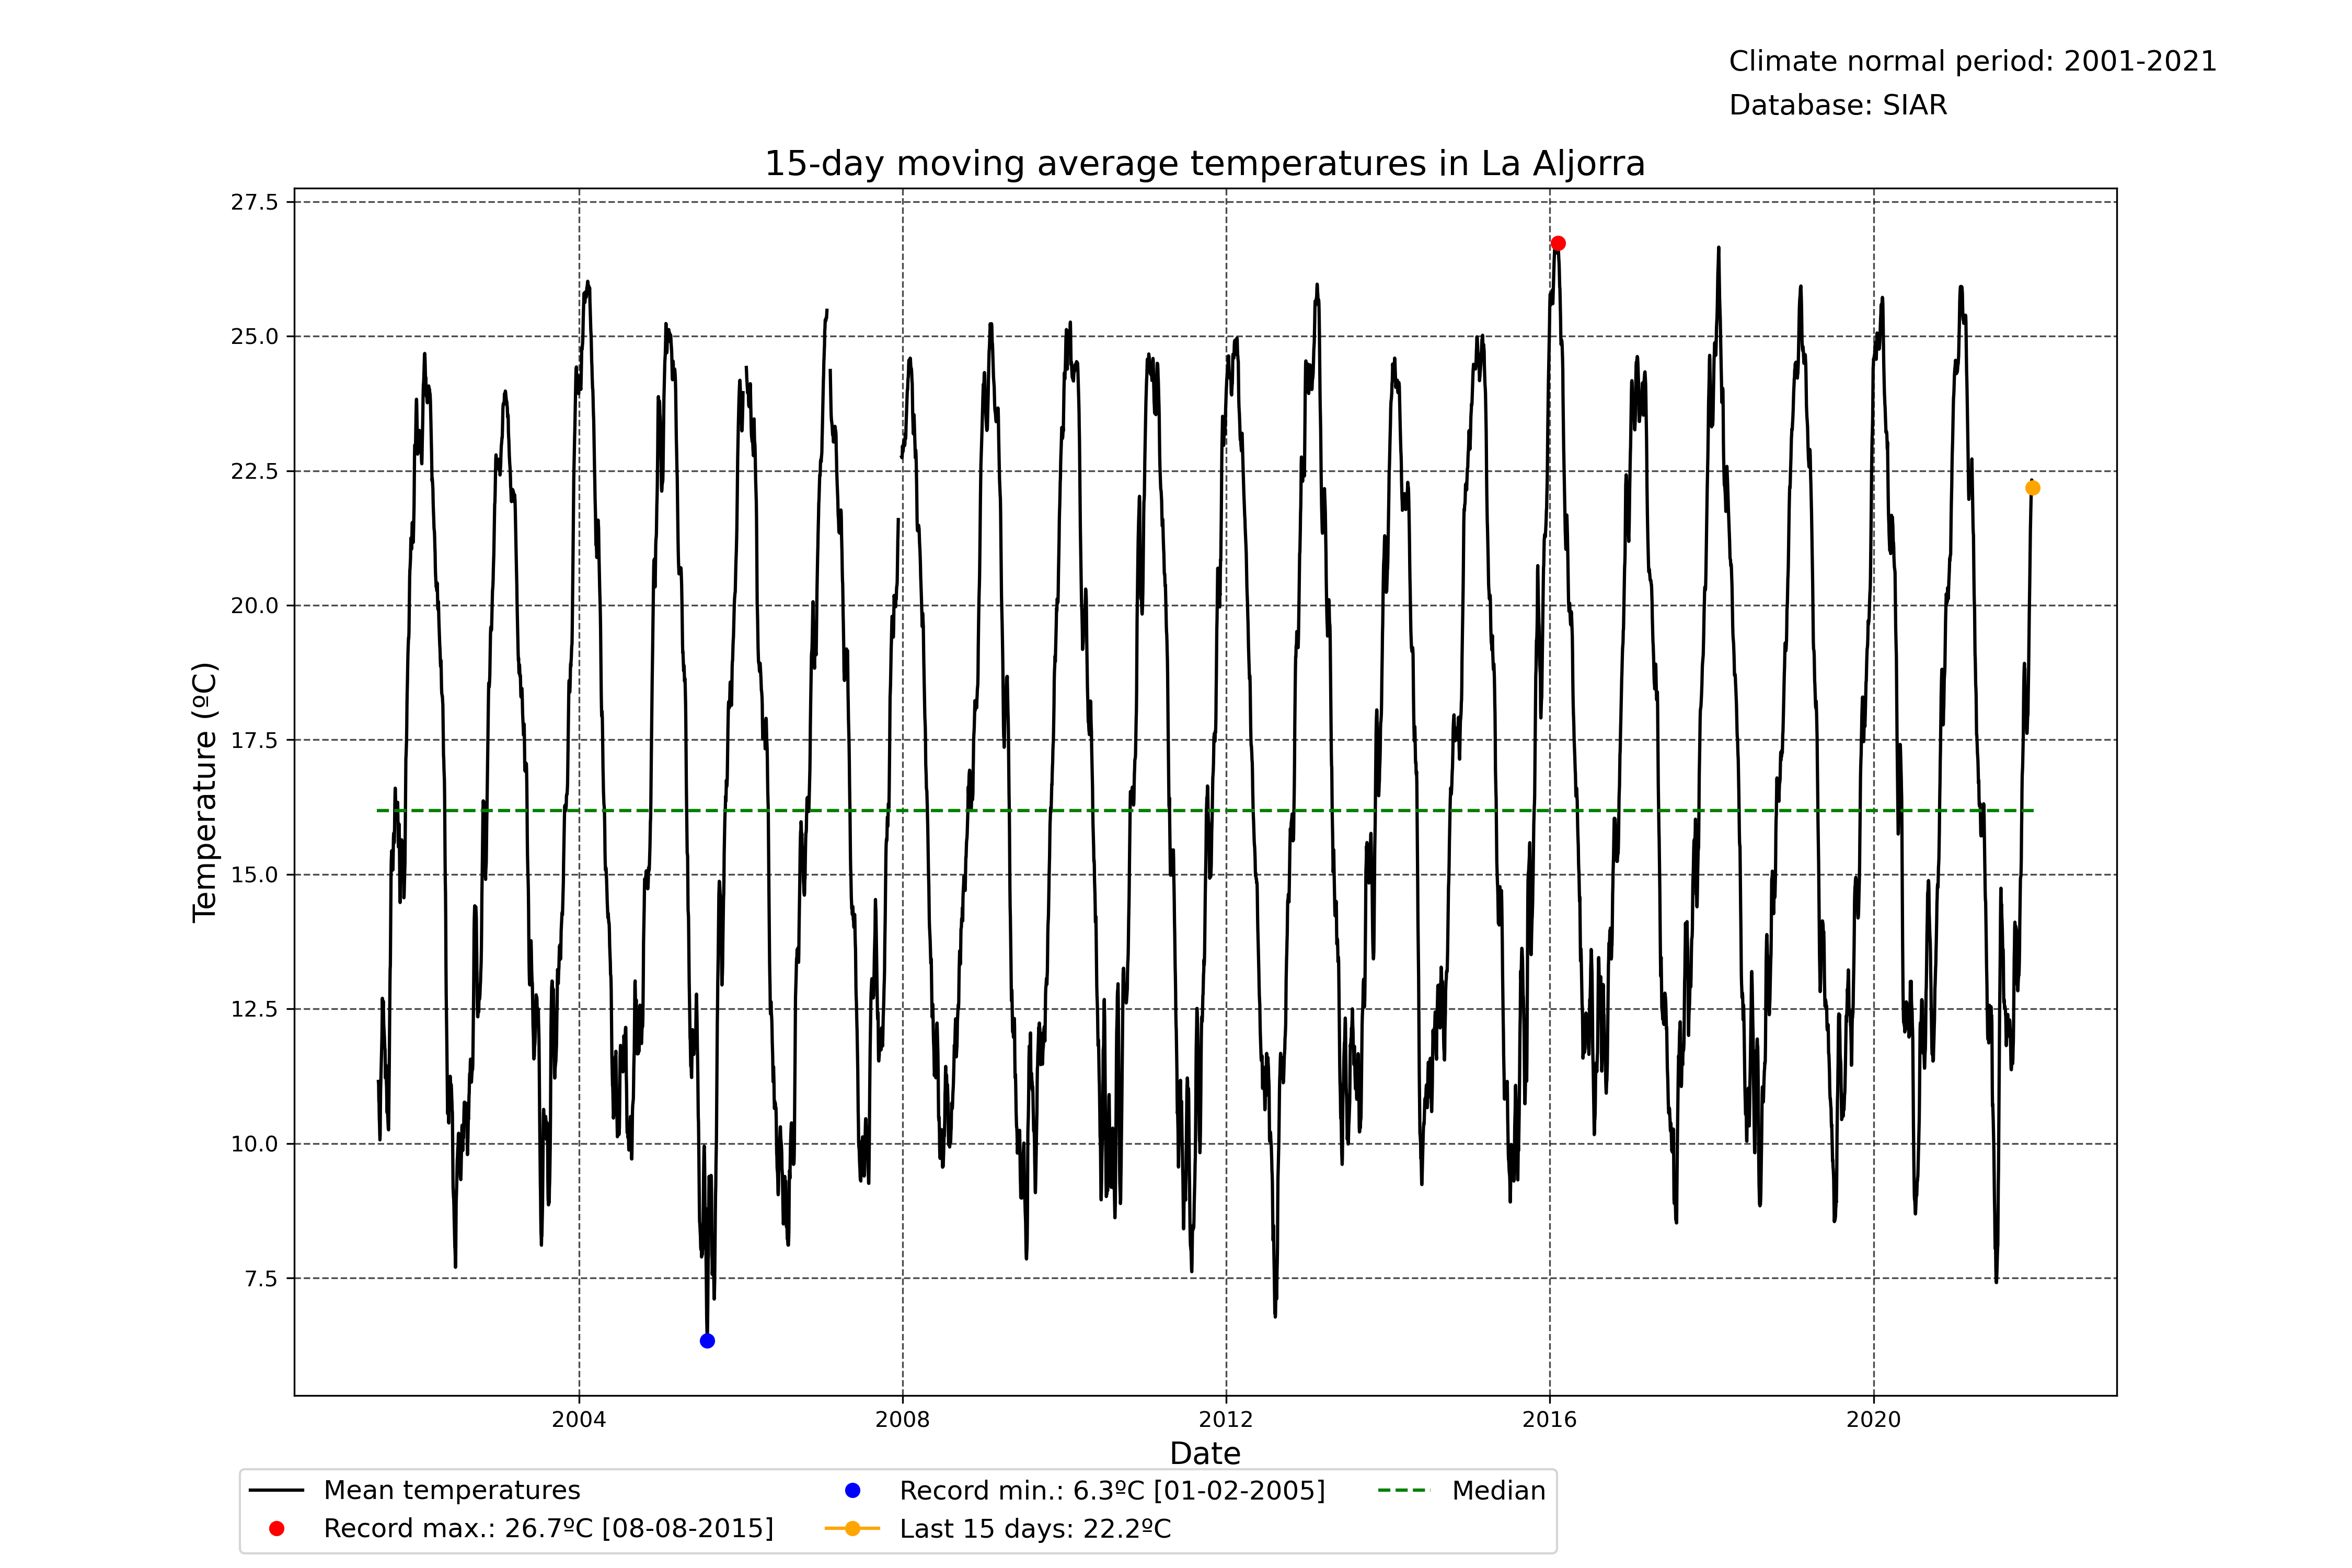 Climate normal period: 2001-2021
Database: SIAR
15-day moving average temperatures in La Aljorra
27.5
25.0
22.5
20.0
17.5
15.0
12.5
10.0
7.5
Temperature (ºC)
2004
2008
2012
2016
2020
Date
Mean temperatures
Record max.: 26.7ºC [08-08-2015]
Record min.: 6.3ºC [01-02-2005]
Last 15 days: 22.2ºC
Median